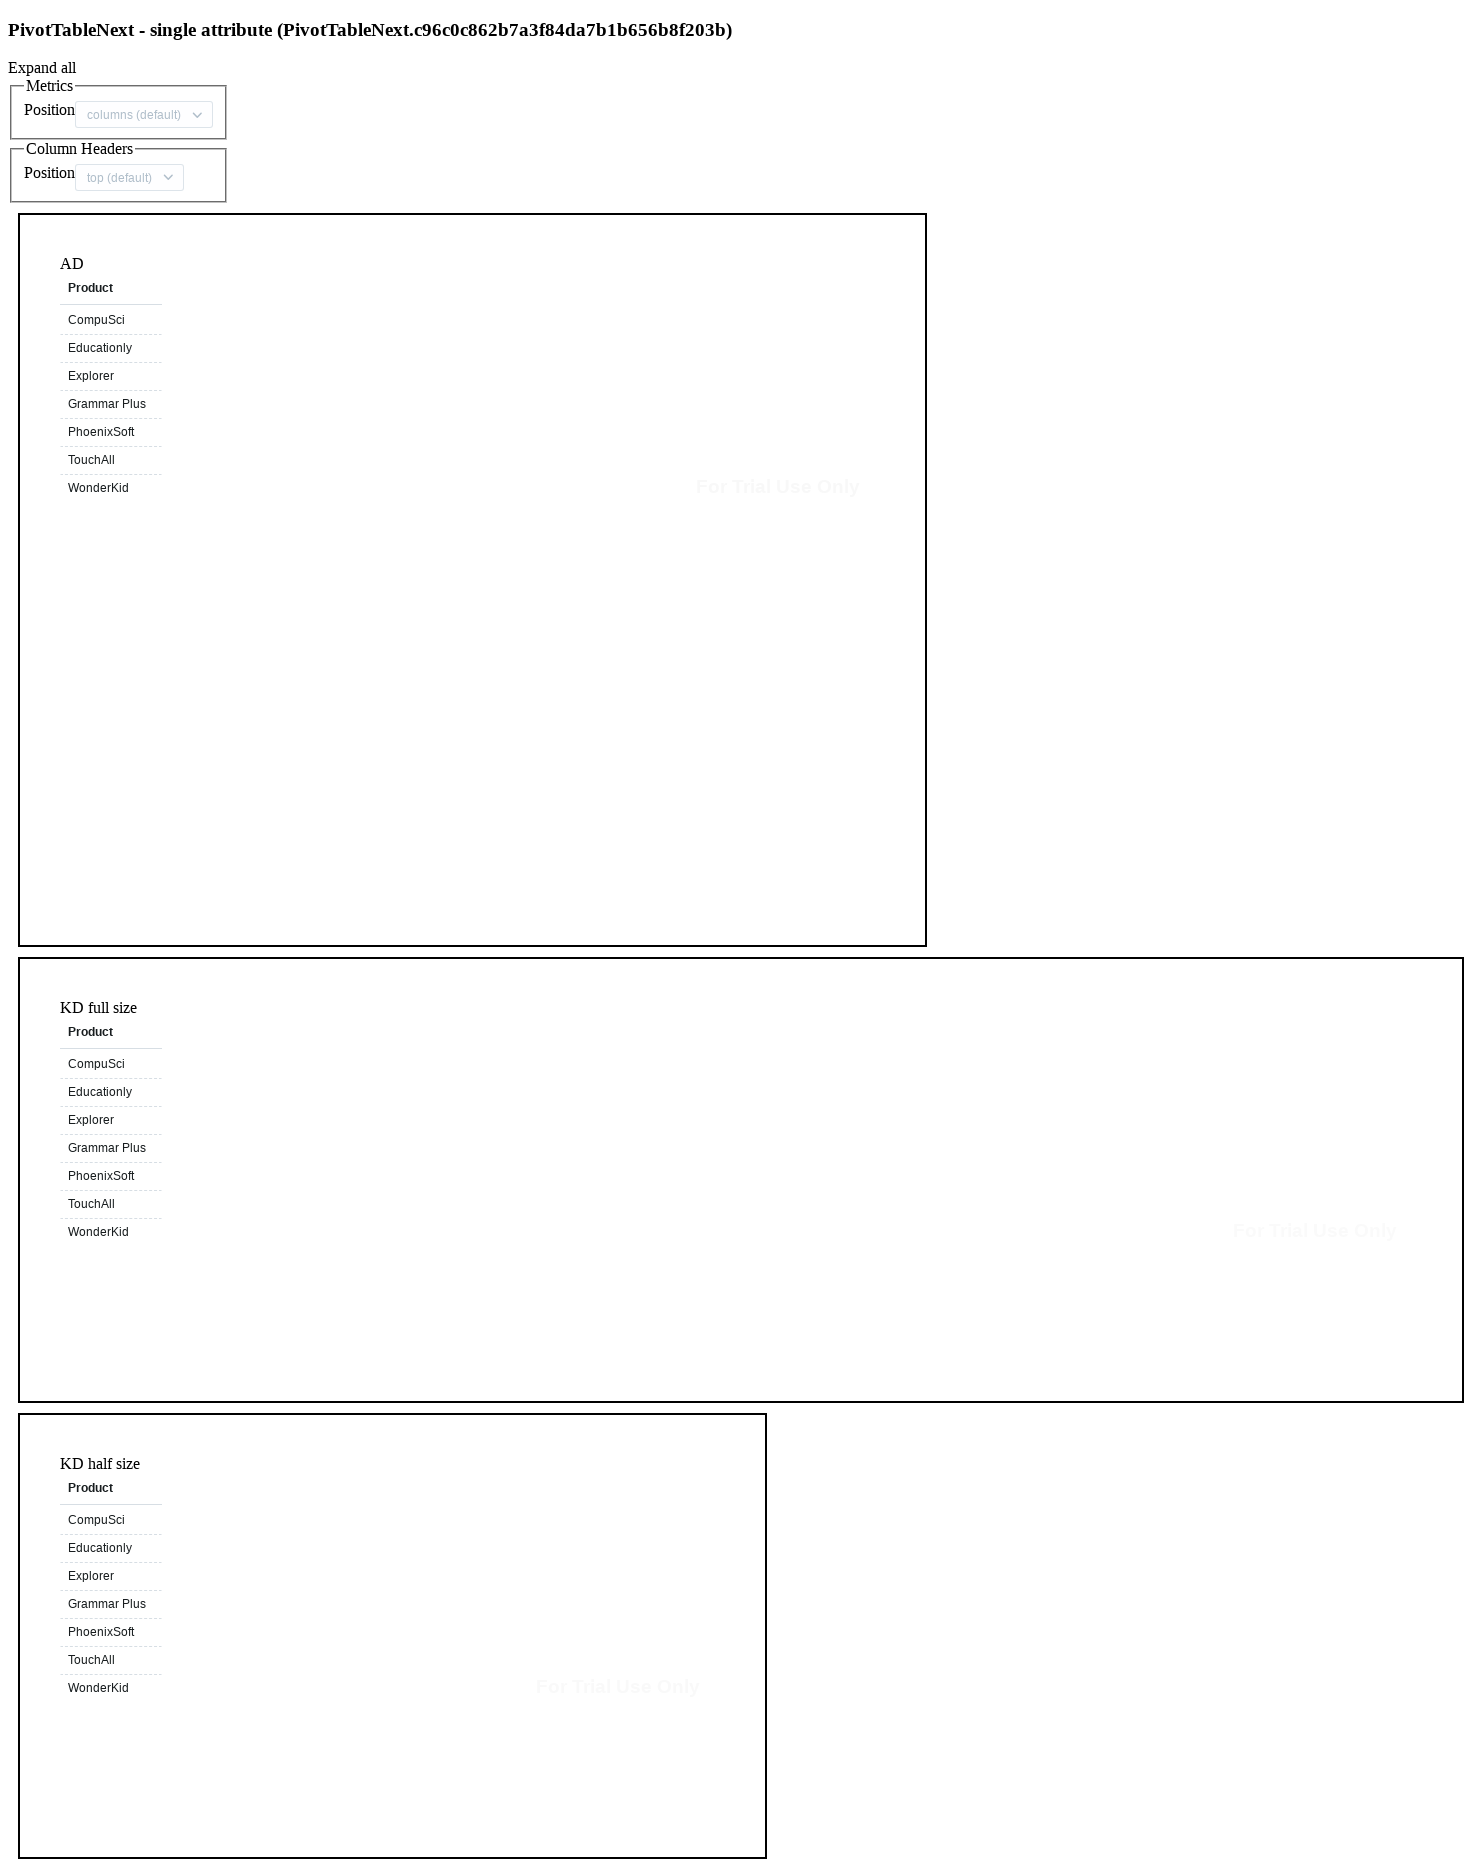 PivotTableNext - single attribute (PivotTableNext.c96c0c862b7a3f84da7b1b656b8f203b)
Expand all
Metrics
Position columns (default)
Column Headers
Position top (default)
AD
Product
CompuSci
Educationly
Explorer
Grammar Plus
PhoenixSoft
TouchAll
WonderKid
For Trial Use Only
KD full size
Product
CompuSci
Educationly
Explorer
Grammar Plus
PhoenixSoft
TouchAll
WonderKid
For Trial Use Only
KD half size
Product
CompuSci
Educationly
Explorer
Grammar Plus
PhoenixSoft
TouchAll
WonderKid
For Trial Use Only